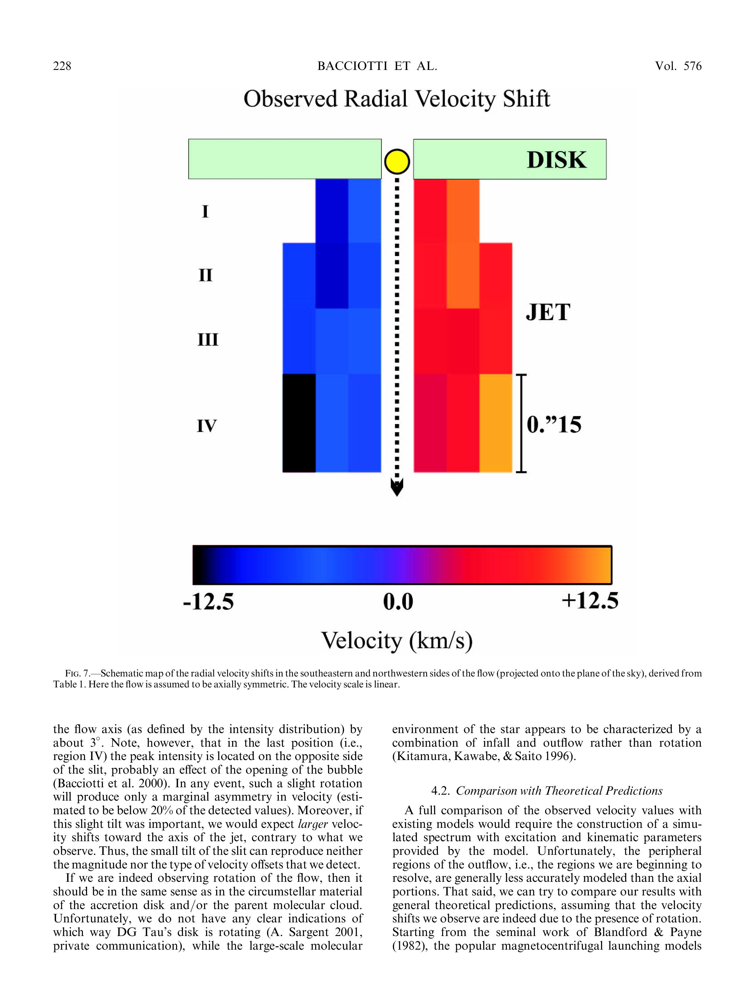 228
BACCIOTTI ET AL.
Vol. 576
Observed Radial Velocity Shift
DISK
I
II
JET
III
IV
0.”15
-12.5
0.0
+12.5
Velocity (km/s)
FIG. 7.—Schematic map of the radial velocity shifts in the southeastern and northwestern sides of the flow (projected onto the plane of the sky), derived from
Table 1. Here the flow is assumed to be axially symmetric. The velocity scale is linear.
the flow axis (as defined by the intensity distribution) by
about 3°. Note, however, that in the last position (i.e.,
region IV) the peak intensity is located on the opposite side
of the slit, probably an effect of the opening of the bubble
(Bacciotti et al. 2000). In any event, such a slight rotation
will produce only a marginal asymmetry in velocity (esti-
mated to be below 20% of the detected values). Moreover, if
this slight tilt was important, we would expect larger veloc-
ity shifts toward the axis of the jet, contrary to what we
observe. Thus, the small tilt of the slit can reproduce neither
the magnitude nor the type of velocity offsets that we detect.
If we are indeed observing rotation of the flow, then it
should be in the same sense as in the circumstellar material
of the accretion disk and/or the parent molecular cloud.
Unfortunately, we do not have any clear indications of
which way DG Tau's disk is rotating (A. Sargent 2001,
private communication), while the large-scale molecular
environment of the star appears to be characterized by a
combination of infall and outflow rather than rotation
(Kitamura, Kawabe, & Saito 1996).
4.2. Comparison with Theoretical Predictions
A full comparison of the observed velocity values with
existing models would require the construction of a simu-
lated spectrum with excitation and kinematic parameters
provided by the model. Unfortunately, the peripheral
regions of the outflow, i.e., the regions we are beginning to
resolve, are generally less accurately modeled than the axial
portions. That said, we can try to compare our results with
general theoretical predictions, assuming that the velocity
shifts we observe are indeed due to the presence of rotation.
Starting from the seminal work of Blandford & Payne
(1982), the popular magnetocentrifugal launching models